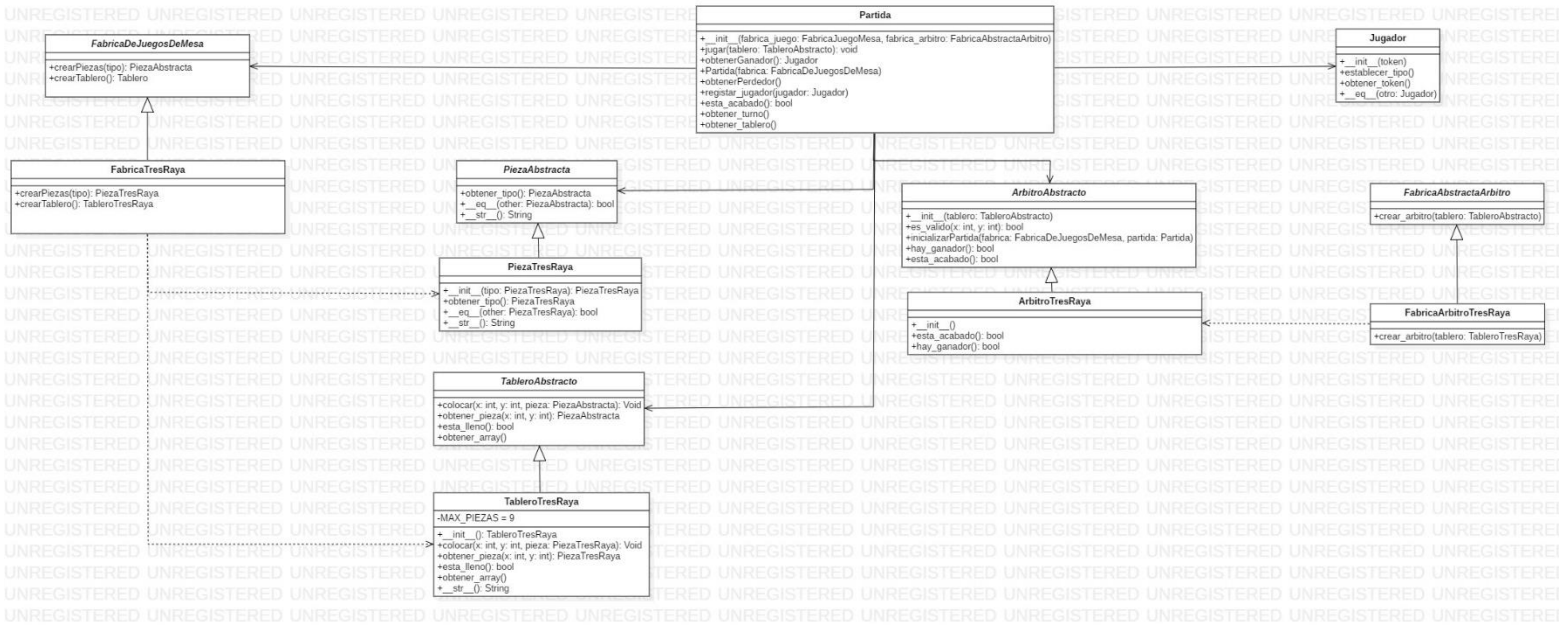 Partida
+__init__(fabrica_juego: FabricaJuegoMesa, fabrica_arbitro: FabricaAbstractaArbitro)
+jugar(tablero: TableroAbstracto): void
+obtenerGanador(): Jugador
+Partida(fabrica: FabricaDeJuegosDeMesa)
+obtenerPerdedor()
+registar_jugador(jugador: Jugador)
+esta_acabado(): bool
+obtener_turno()
+obtener_tablero()
FabricaDeJuegosDeMesa
+crearPiezas(tipo): PiezaAbstracta
+crearTablero(): Tablero
Jugador
+__init__(token)
+establecer_tipo()
+obtener_token()
+__eq__(otro: Jugador)
FabricaTresRaya
+crearPiezas(tipo): PiezaTresRaya
+crearTablero(): TableroTresRaya
PiezaAbstracta
+obtener_tipo(): PiezaAbstracta
+__eq__(other: PiezaAbstracta): bool
+__str__(): String
ArbitroAbstracto
+__init__(tablero: TableroAbstracto)
+es_valido(x: int, y: int): bool
+inicializarPartida(fabrica: FabricaDeJuegosDeMesa, partida: Partida)
+hay_ganador(): bool
+esta_acabado(): bool
FabricaAbstractaArbitro
+crear_arbitro(tablero: TableroAbstracto)
PiezaTresRaya
+__init__(tipo: PiezaTresRaya): PiezaTresRaya
+obtener_tipo(): PiezaTresRaya
+__eq__(other: PiezaTresRaya): bool
+__str__(): String
ArbitroTresRaya
+__init__()
+esta_acabado(): bool
+hay_ganador(): bool
FabricaArbitroTresRaya
+crear_arbitro(tablero: TableroTresRaya)
TableroAbstracto
+colocar(x: int, y: int, pieza: PiezaAbstracta): Void
+obtener_pieza(x: int, y: int): PiezaAbstracta
+esta_lleno(): bool
+obtener_array()
TableroTresRaya
-MAX_PIEZAS = 9
+__init__(): TableroTresRaya
+colocar(x: int, y: int, pieza: PiezaTresRaya): Void
+obtener_pieza(x: int, y: int): PiezaTresRaya
+esta_lleno(): bool
+obtener_array()
+__str__(): String
UNREGISTERED